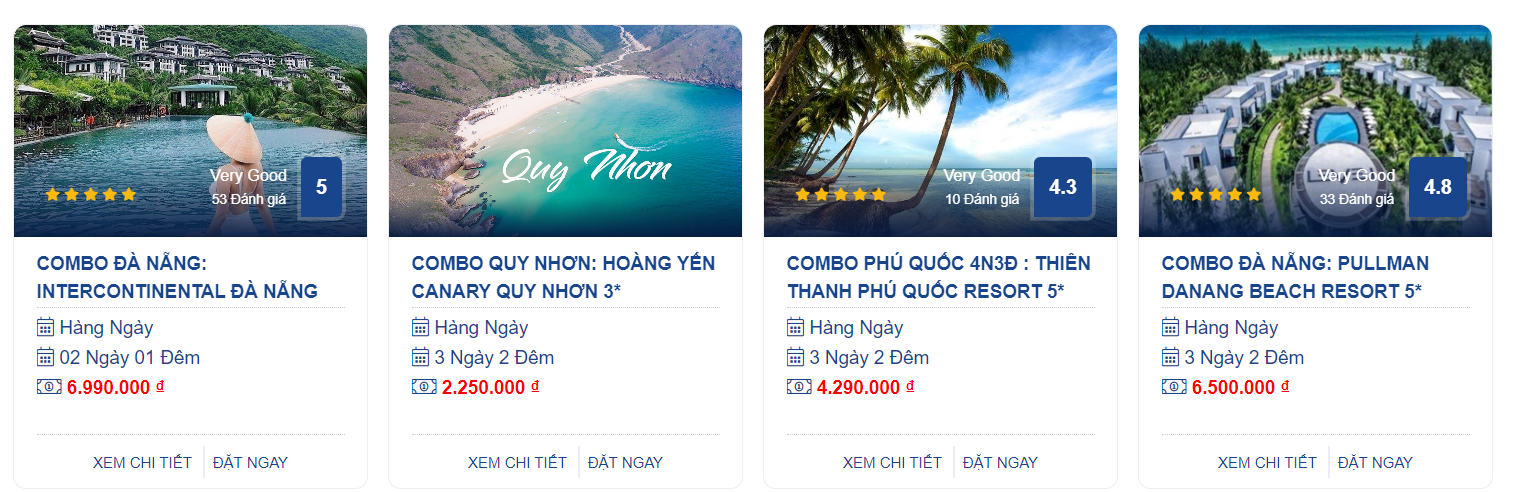 Very Good
53 Đánh giá
5
COMBO ĐÀ NẴNG:
INTERCONTINENTAL ĐÀ NẴNG
Hàng Ngày
02 Ngày 01 Đêm
6.990.000 ₫
XEM CHI TIẾT
ĐẶT NGAY
Quy Nhơn
COMBO QUY NHƠN: HOÀNG YẾN
CANARY QUY NHƠN 3*
Hàng Ngày
3 Ngày 2 Đêm
2.250.000 ₫
XEM CHI TIẾT
ĐẶT NGAY
Very Good
10 Đánh giá
4.3
COMBO PHÚ QUỐC 4N3Đ : THIÊN
THANH PHÚ QUỐC RESORT 5*
Hàng Ngày
3 Ngày 2 Đêm
4.290.000 ₫
XEM CHI TIẾT
ĐẶT NGAY
Very Good
33 Đánh giá
4.8
COMBO ĐÀ NẴNG: PULLMAN
DANANG BEACH RESORT 5*
Hàng Ngày
3 Ngày 2 Đêm
6.500.000 ₫
XEM CHI TIẾT
ĐẶT NGAY